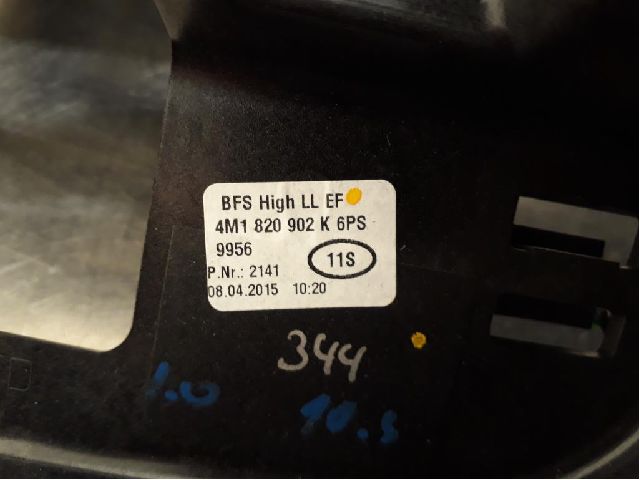 BFS High LL EF
4M1 820 902 K 6PS
9956
11S
P.Nr.: 2141
08.04.2015 10:20
344
1.0
10.s